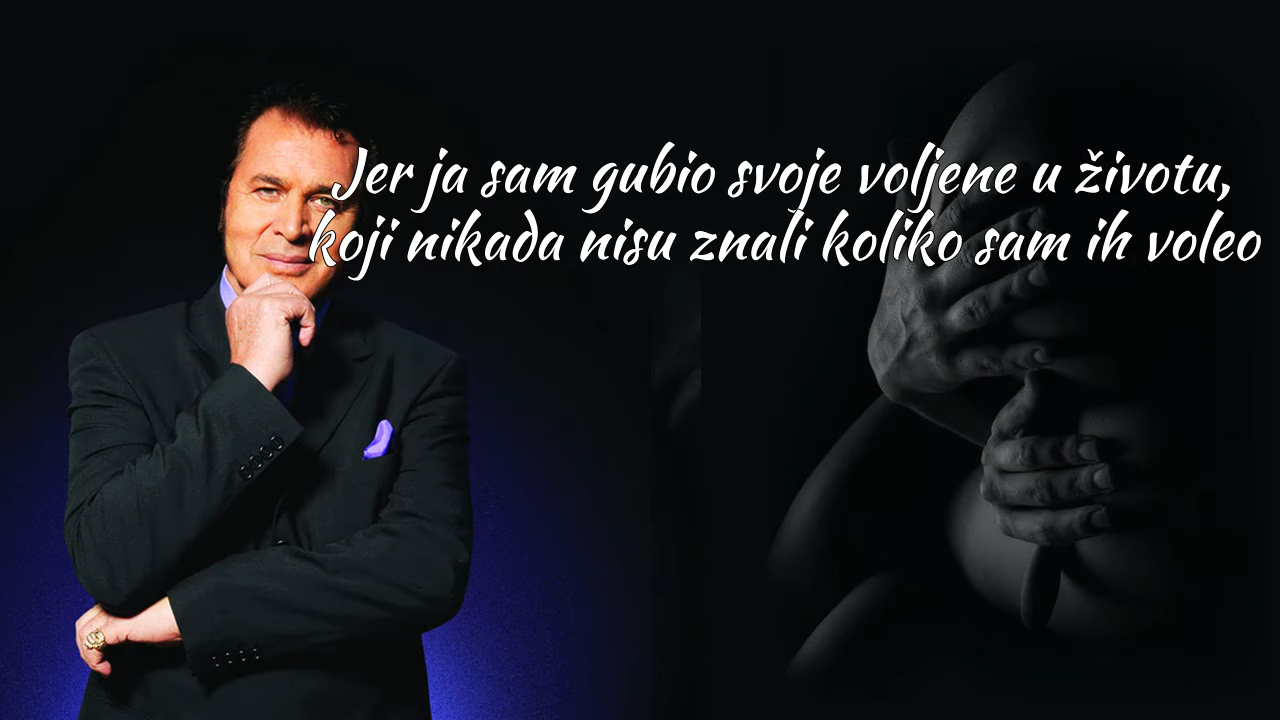 Jer ja sam gubio svoje voljene u životu,
koji nikada nisu znali koliko sam ih voleo